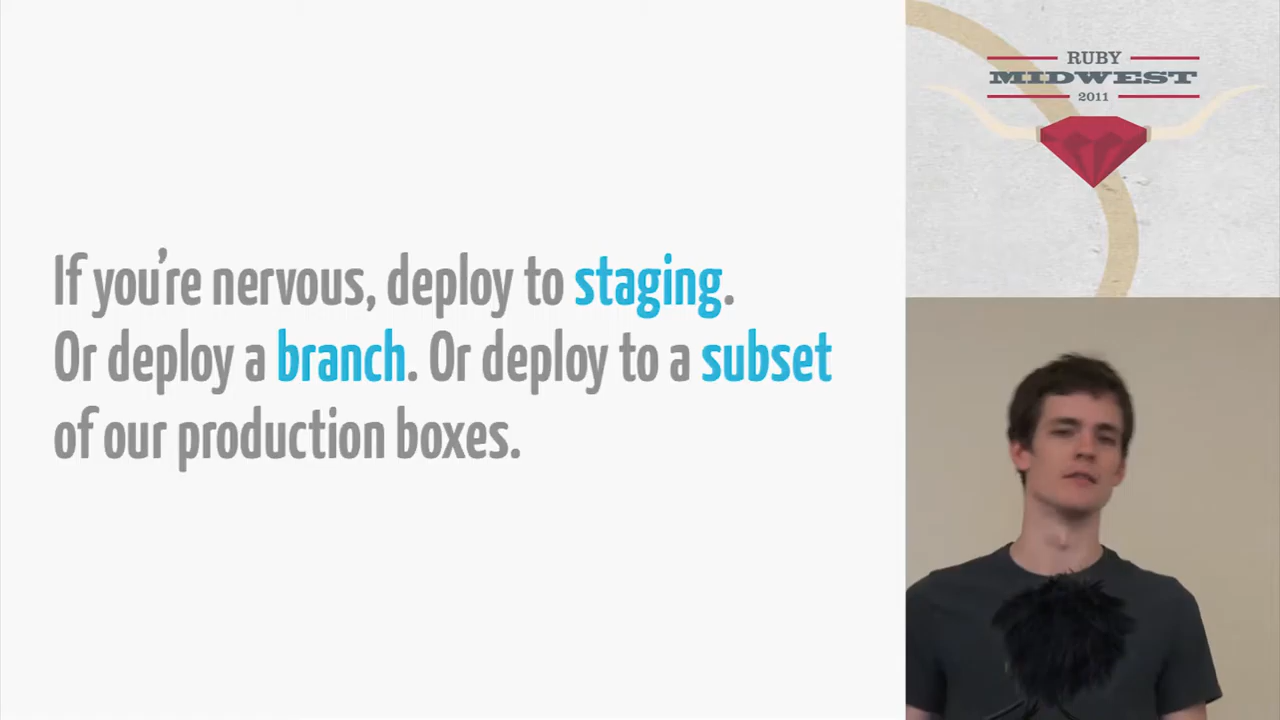 If you're nervous, deploy to staging.
Or deploy a branch. Or deploy to a subset
of our production boxes.
RUBY
MIDWEST
2011